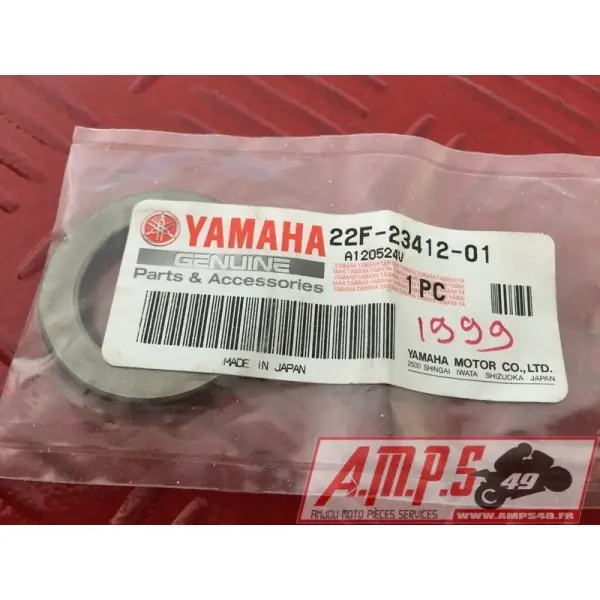 YAMAHA
22F-23412-01
GENUINE
A120524V
Parts & Accessories
1 PC
1999
MADE IN JAPAN
YAMAHA MOTOR CO.,LTD.
2500 SHINGAI IWATA SHIZUOKA JAPAN
A.M.P.S
49
ANJOU MOTO PIÈCES SERVICES
WWW.AMPS49.FR